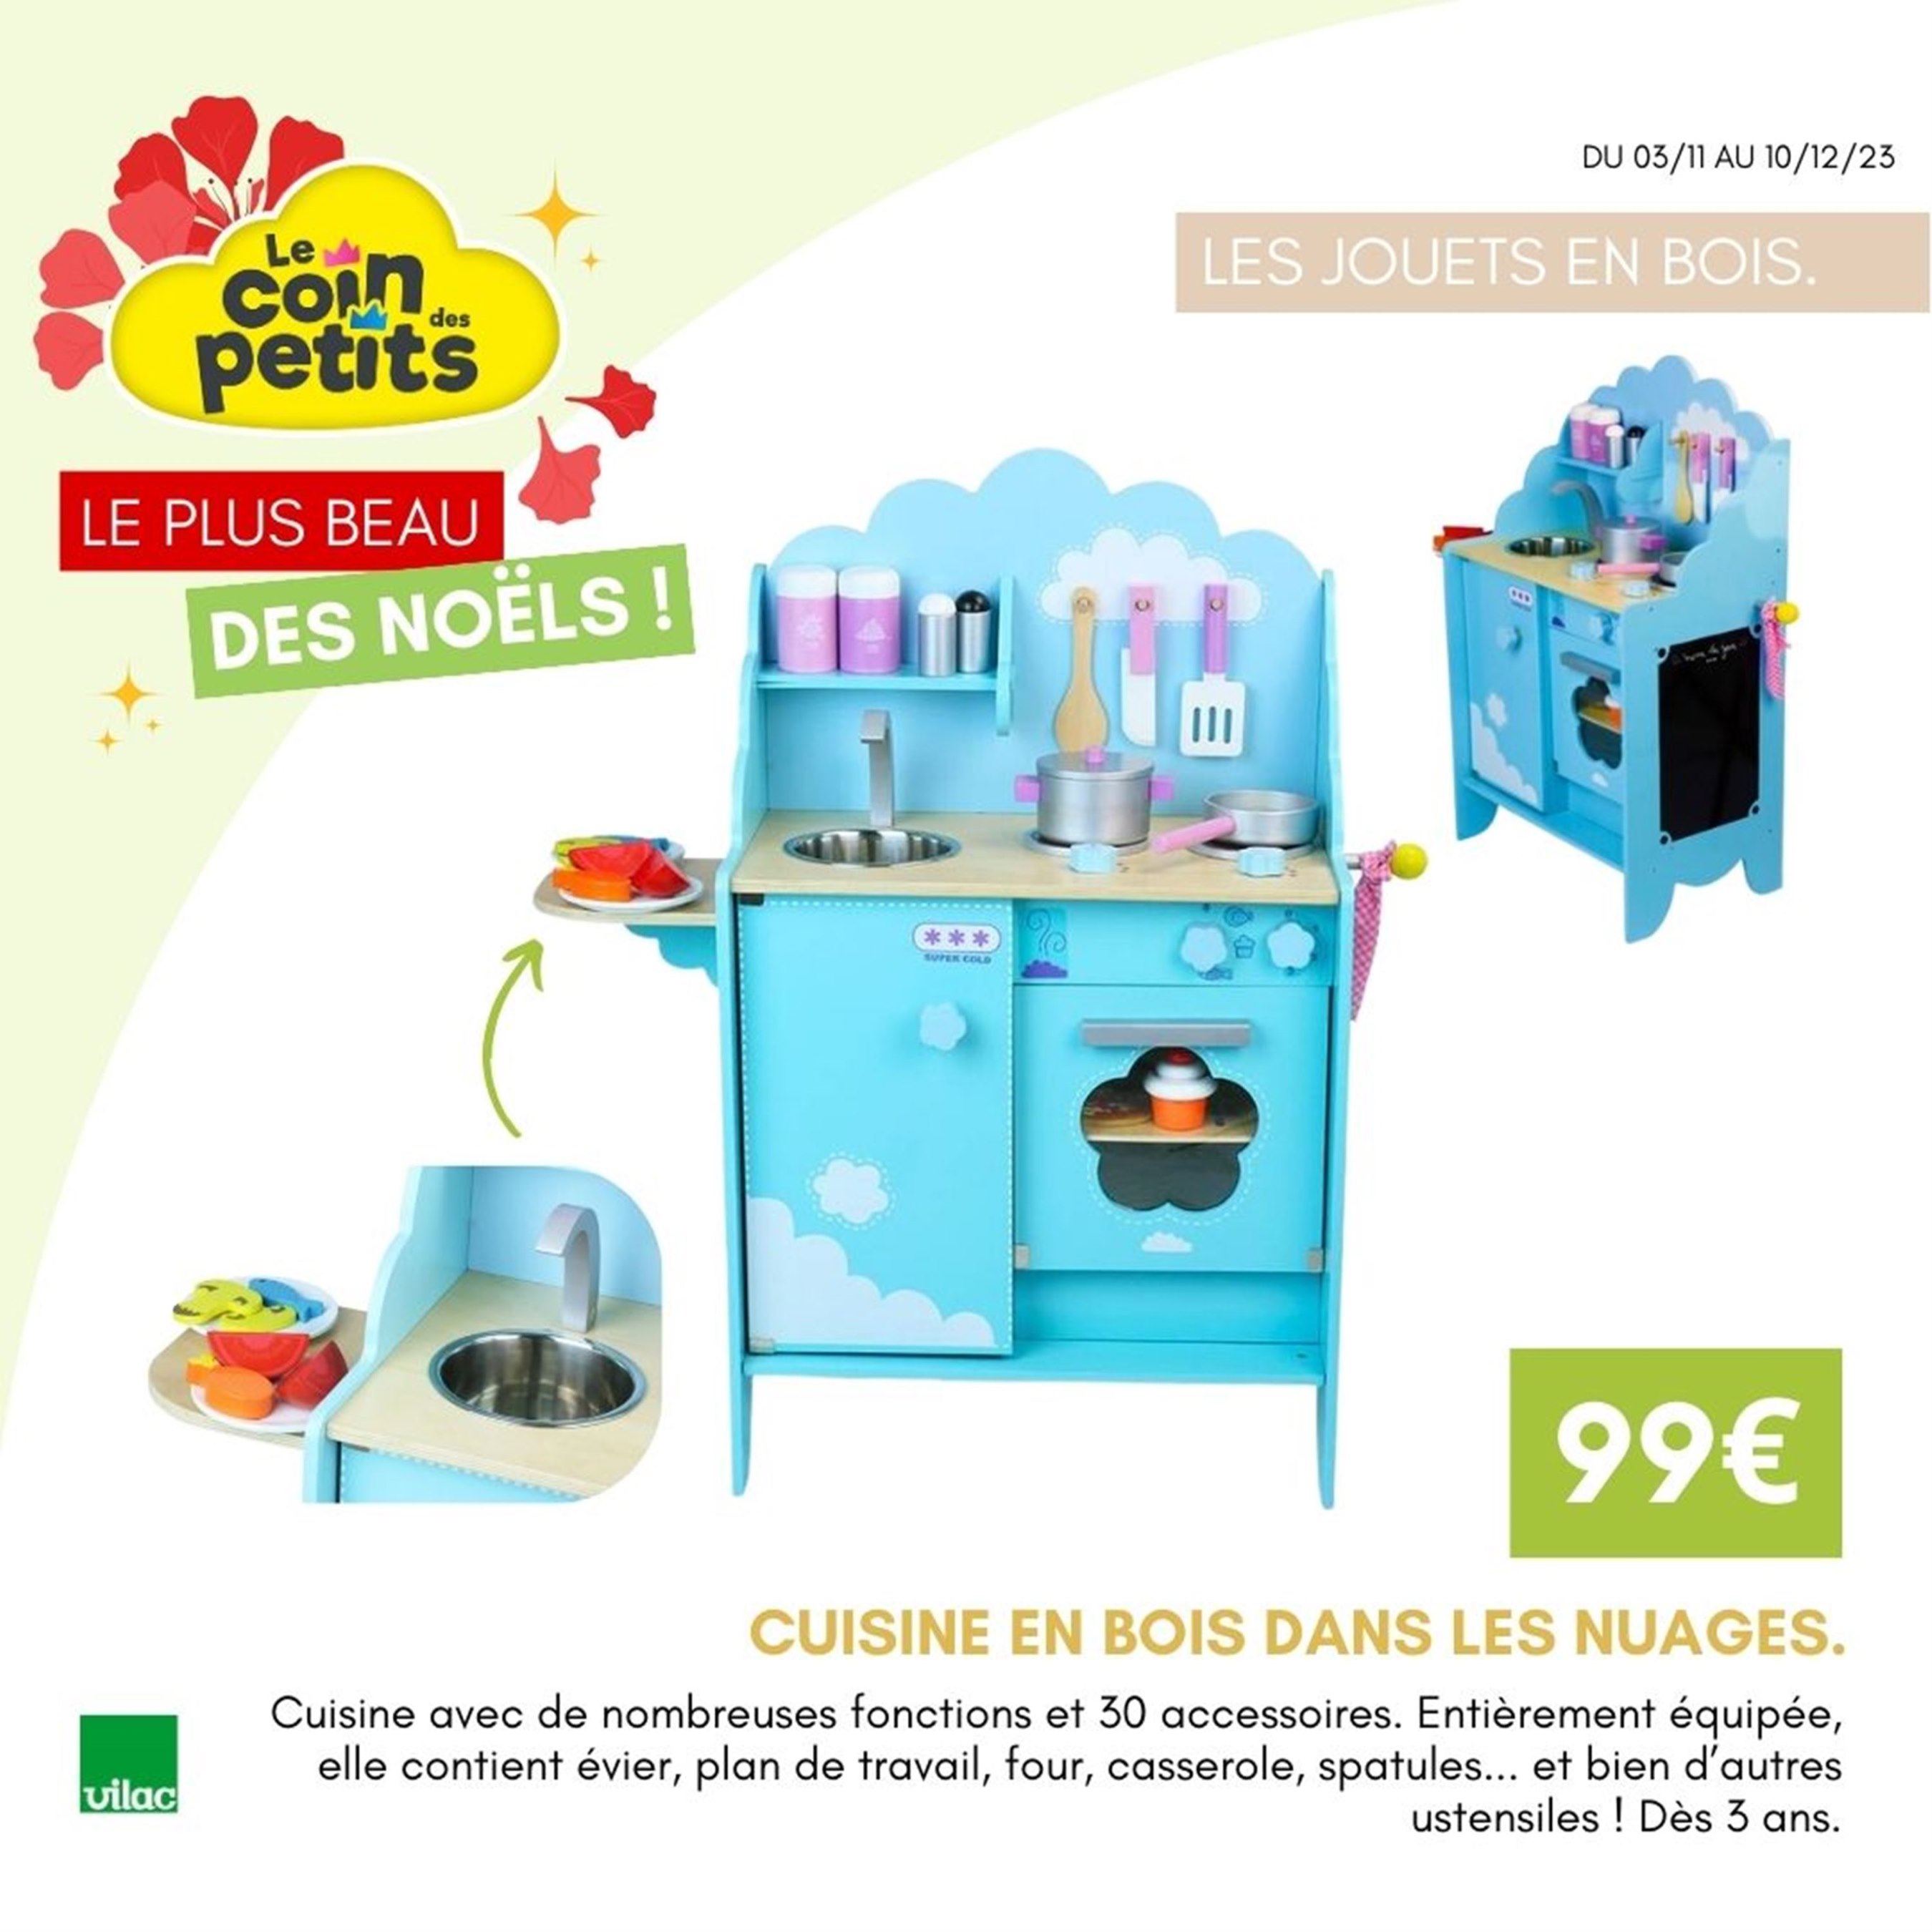 DU 03/11 AU 10/12/23
LES JOUETS EN BOIS.
Le
coin
des
petits
LE PLUS BEAU
DES NOËLS !
SUPER COLD
99€
CUISINE EN BOIS DANS LES NUAGES.
Cuisine avec de nombreuses fonctions et 30 accessoires. Entièrement équipée,
elle contient évier, plan de travail, four, casserole, spatules... et bien d'autres
ustensiles ! Dès 3 ans.
vilac